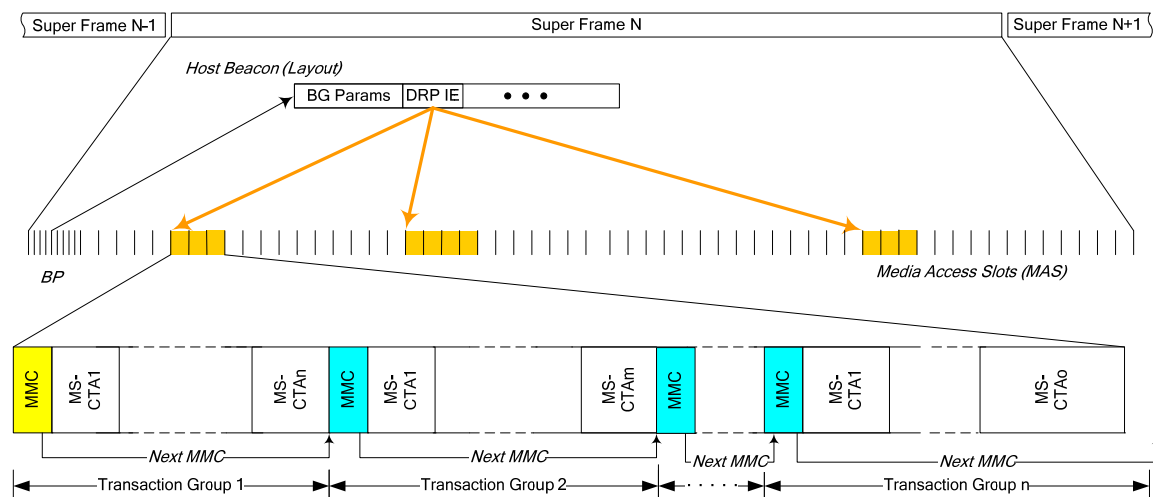 Super Frame N-1 Super Frame N Super Frame N+1
Host Beacon (Layout)
BG Params DRP IE • • •
BP Media Access Slots (MAS)
MMC MS-CTA1 MS-CTAn MMC MS-CTA1 MS-CTAm MMC MMC MS-CTA1 MS-CTAo
Next MMC Next MMC Next MMC Next MMC
Transaction Group 1 Transaction Group 2 · · · · · Transaction Group n